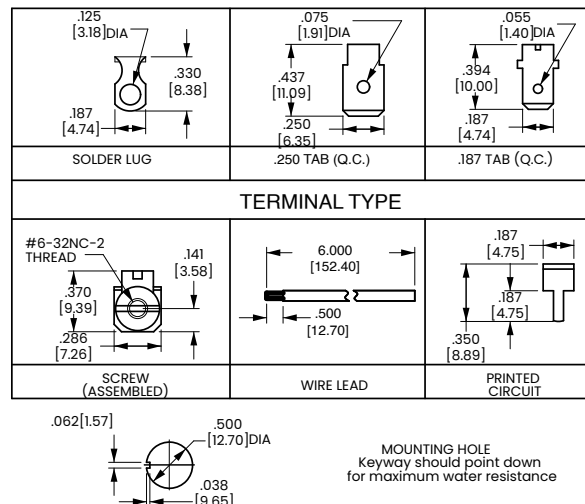 .125
[3.18]DIA
.330
[8.38]
.187
[4.74]
SOLDER LUG
.075
[1.91]DIA
.437
[11.09]
.250
[6.35]
.250 TAB (Q.C.)
.055
[1.40]DIA
.394
[10.00]
.187
[4.74]
.187 TAB (Q.C.)
TERMINAL TYPE
#6-32NC-2
THREAD
.141
[3.58]
.370
[9.39]
.286
[7.26]
SCREW
(ASSEMBLED)
6.000
[152.40]
.500
[12.70]
WIRE LEAD
.187
[4.75]
.187
[4.75]
.350
[8.89]
PRINTED
CIRCUIT
.062[1.57]
.500
[12.70]DIA
.038
[9.65]
MOUNTING HOLE
Keyway should point down
for maximum water resistance